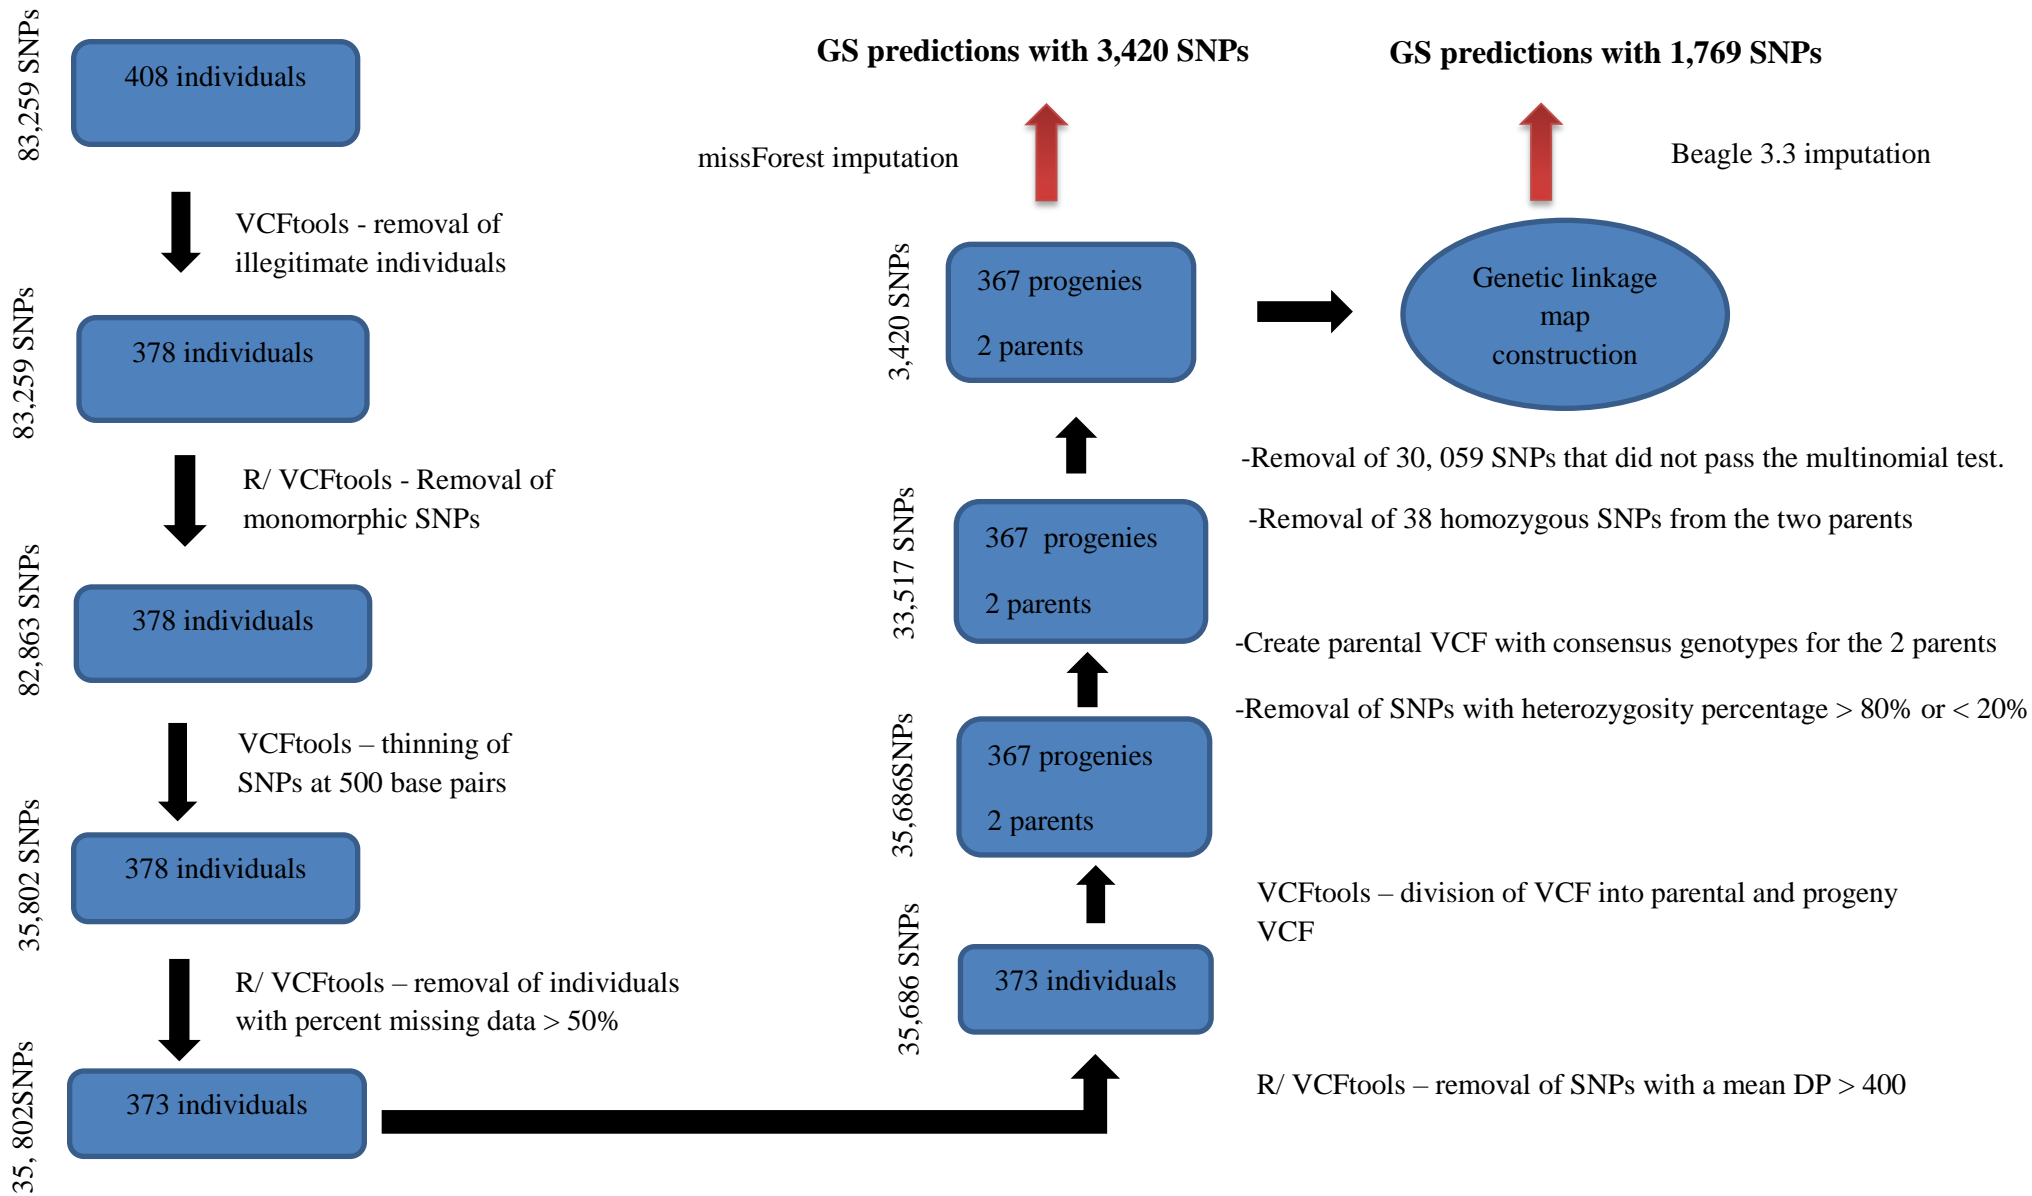 83,259 SNPs
408 individuals
VCFtools - removal of
illegitimate individuals
83,259 SNPs
378 individuals
R/ VCFtools - Removal of
monomorphic SNPs
82,863 SNPs
378 individuals
VCFtools – thinning of
SNPs at 500 base pairs
35,802 SNPs
378 individuals
R/ VCFtools – removal of individuals
with percent missing data > 50%
35, 802SNPs
373 individuals
R/ VCFtools – removal of SNPs with a mean DP > 400
35,686 SNPs
373 individuals
VCFtools – division of VCF into parental and progeny
VCF
35,686SNPs
367 progenies
2 parents
-Create parental VCF with consensus genotypes for the 2 parents
-Removal of SNPs with heterozygosity percentage > 80% or < 20%
33,517 SNPs
367 progenies
2 parents
-Removal of 30, 059 SNPs that did not pass the multinomial test.
-Removal of 38 homozygous SNPs from the two parents
3,420 SNPs
367 progenies
2 parents
missForest imputation
GS predictions with 3,420 SNPs
Genetic linkage
map
construction
Beagle 3.3 imputation
GS predictions with 1,769 SNPs